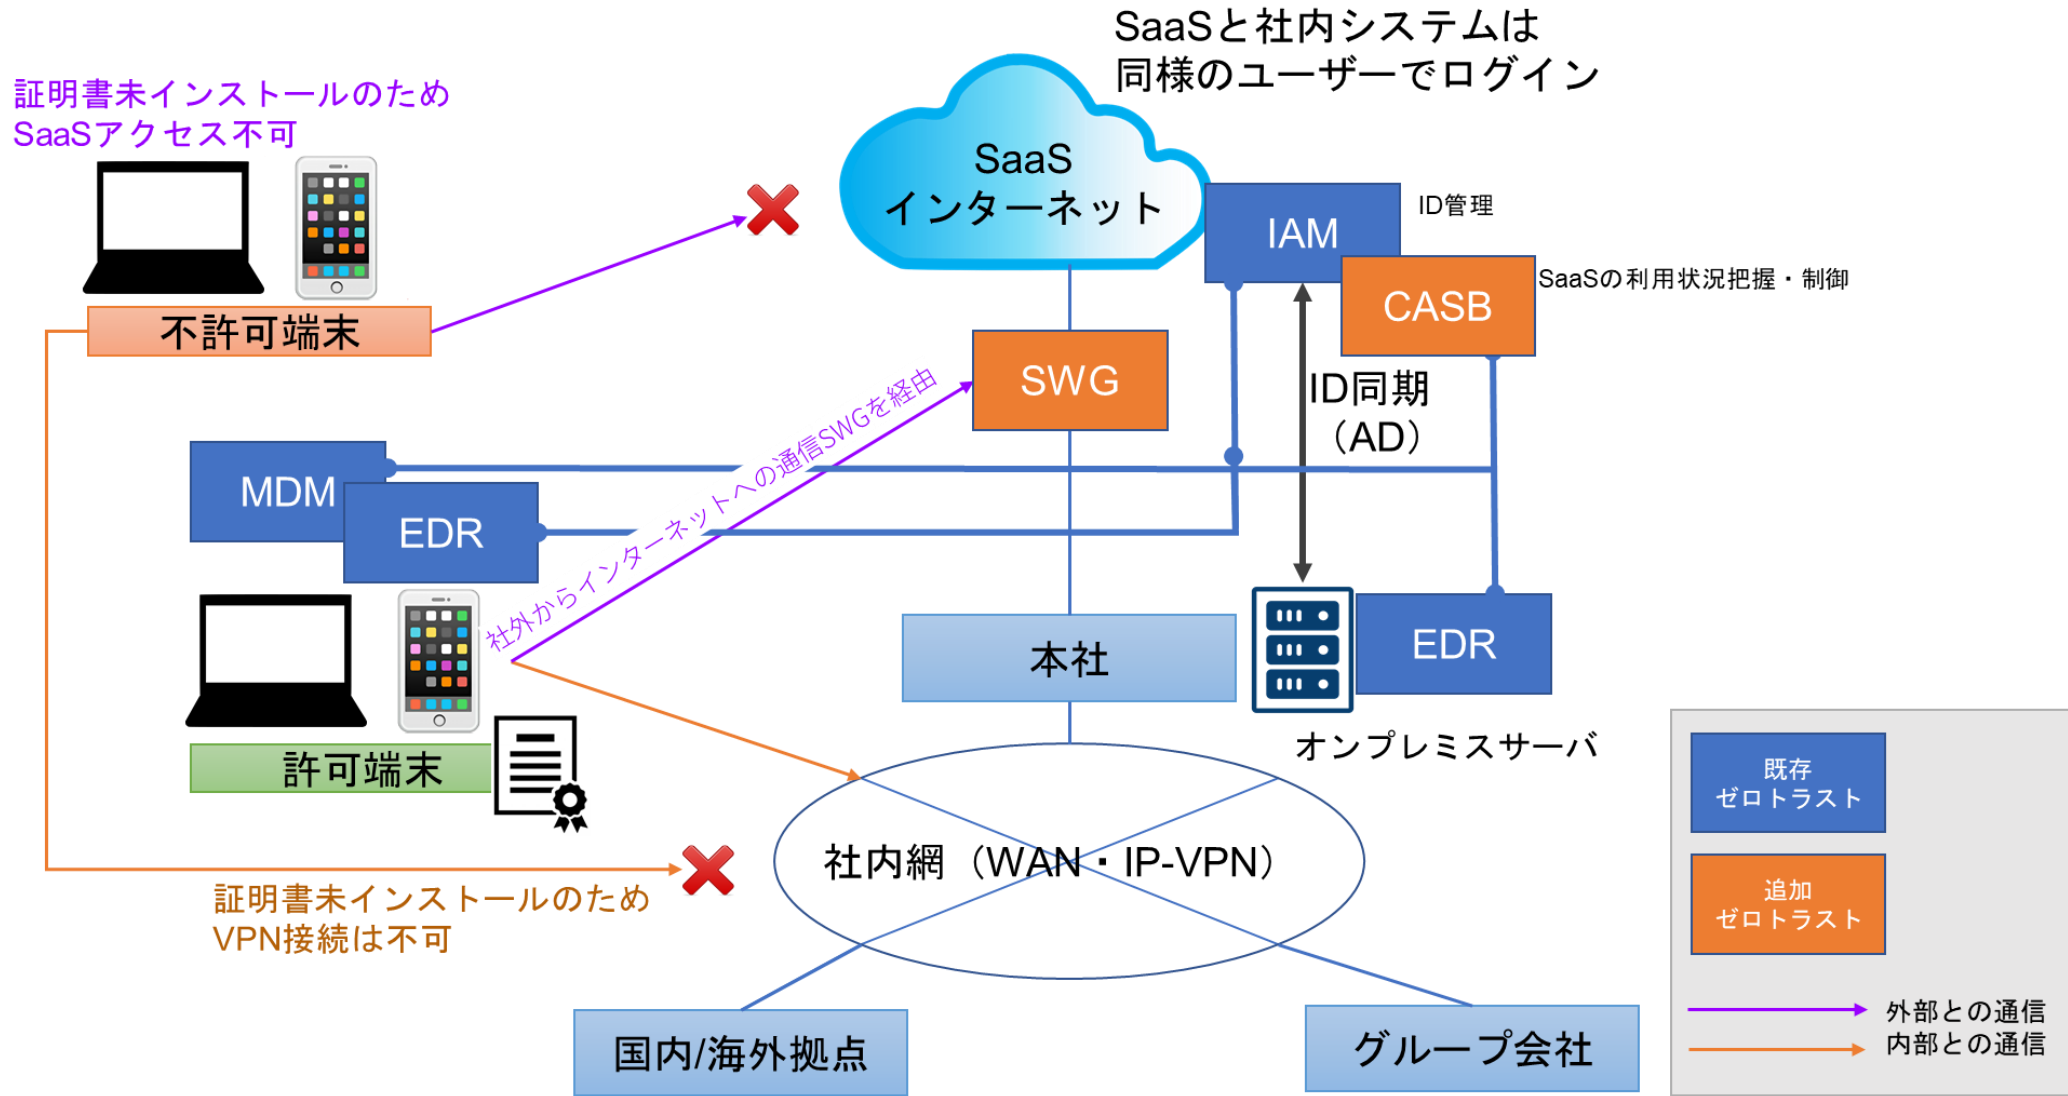 SaaSと社内システムは
同様のユーザーでログイン
証明書未インストールのため
SaaSアクセス不可
SaaS
インターネット
IAM
ID管理
CASB
SaaSの利用状況把握・制御
不許可端末
SWG
ID同期
（AD）
社外からインターネットへの通信SWGを経由
MDM
EDR
本社
EDR
オンプレミスサーバ
許可端末
既存
ゼロトラスト
社内網（WAN・IP-VPN）
追加
ゼロトラスト
証明書未インストールのため
VPN接続は不可
外部との通信
内部との通信
国内/海外拠点
グループ会社